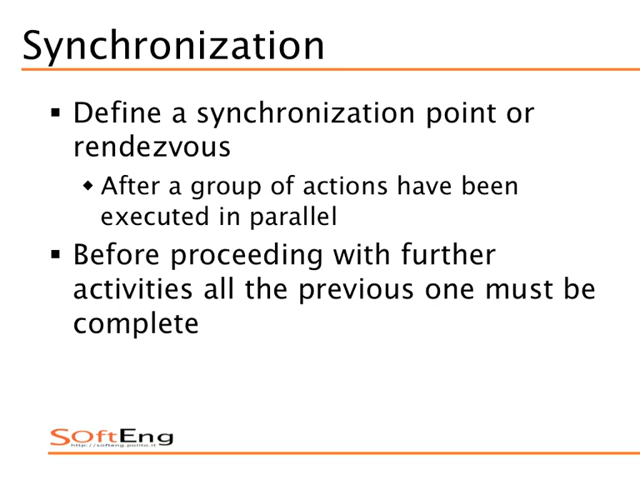 Synchronization
▪ Define a synchronization point or
rendezvous
◆ After a group of actions have been
executed in parallel
▪ Before proceeding with further
activities all the previous one must be
complete
SOftEng
http://softeng.polito.it